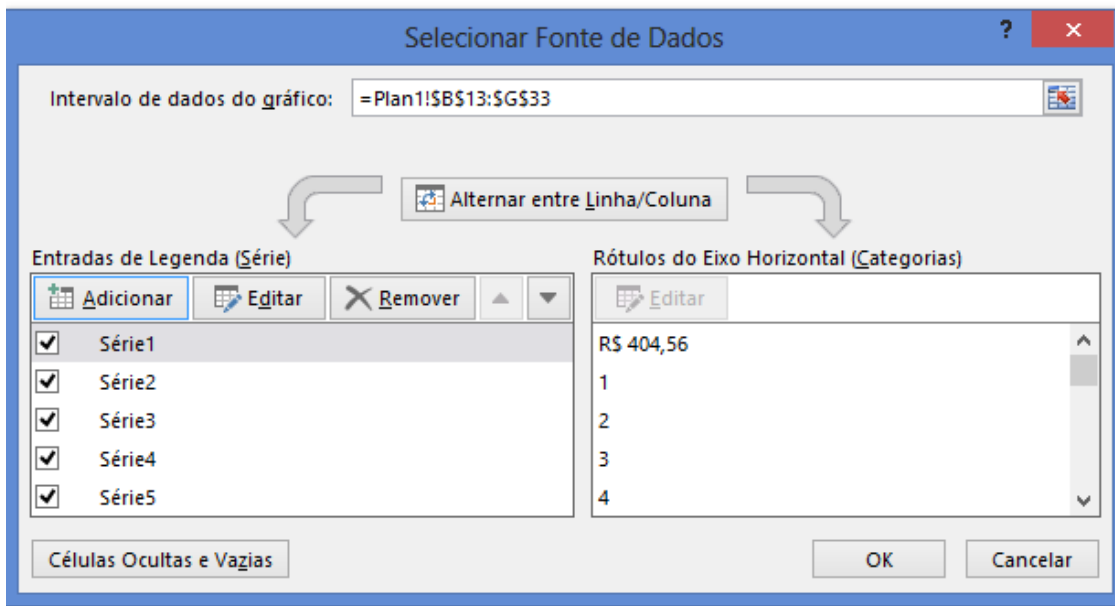 Selecionar Fonte de Dados ? ×
Intervalo de dados do gráfico: =Plan1!$B$13:$G$33
Alternar entre Linha/Coluna
Entradas de Legenda (Série)
Adicionar Editar Remover
Série1
Série2
Série3
Série4
Série5
Rótulos do Eixo Horizontal (Categorias)
Editar
R$ 404,56
1
2
3
4
Células Ocultas e Vazias
OK Cancelar